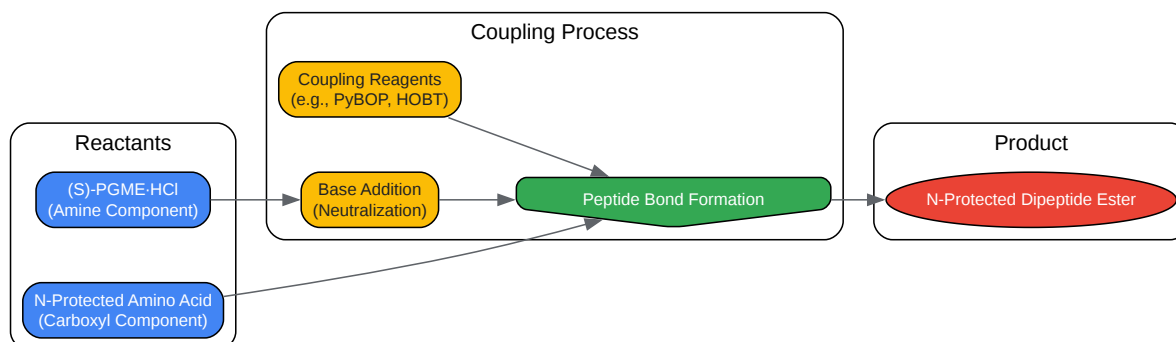 Coupling Process
Coupling Reagents
(e.g., PyBOP, HOBT)
Reactants
(S)-PGME·HCl
(Amine Component)
Base Addition
(Neutralization)
Peptide Bond Formation
Product
N-Protected Dipeptide Ester
N-Protected Amino Acid
(Carboxyl Component)